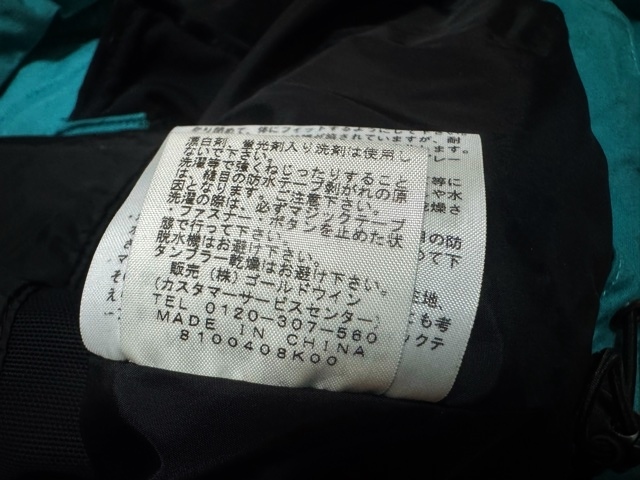 漂白剤、蛍光剤入り洗剤は使用し
ないで下さい。
洗濯等で強くねじったりすること
は、縫目の防水テープ剥がれの原
因となります。ご注意下さい。
洗濯の際は、必ずマジックテープ
ファスナー、ボタンを止めた状
態で行って下さい。
脱水機はお避け下さい。
タンブラー乾燥はお避け下さい。
販売(株)ゴールドウイン
(カスタマーサービスセンター)
TEL 0120-307-560
MADE IN CHINA
8100408K00